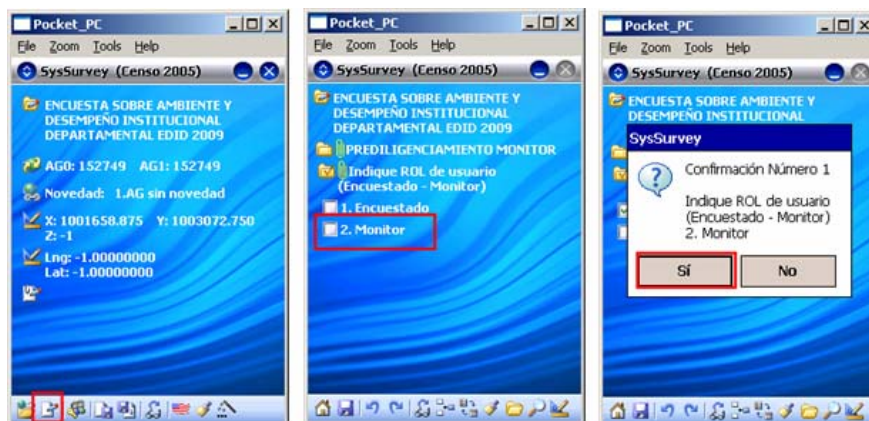 Pocket_PC
File Zoom Tools Help
SysSurvey (Censo 2005)
ENCUESTA SOBRE AMBIENTE Y
DESEMPEÑO INSTITUCIONAL
DEPARTAMENTAL EDID 2009
AG0: 152749 AG1: 152749
Novedad: 1.AG sin novedad
X: 1001658.875 Y: 1003072.750
Z: -1
Lng: -1.00000000
Lat: -1.00000000
Pocket_PC
File Zoom Tools Help
SysSurvey (Censo 2005)
ENCUESTA SOBRE AMBIENTE Y
DESEMPEÑO INSTITUCIONAL
DEPARTAMENTAL EDID 2009
PREDILIGENCIAMIENTO MONITOR
Indique ROL de usuario
(Encuestado - Monitor)
1. Encuestado
2. Monitor
Pocket_PC
File Zoom Tools Help
SysSurvey (Censo 2005)
ENCUESTA SOBRE AMBIENTE Y
DESEMPEÑO INSTITUCIONAL
SysSurvey
Confirmación Número 1
Indique ROL de usuario
(Encuestado - Monitor)
2. Monitor
Sí No